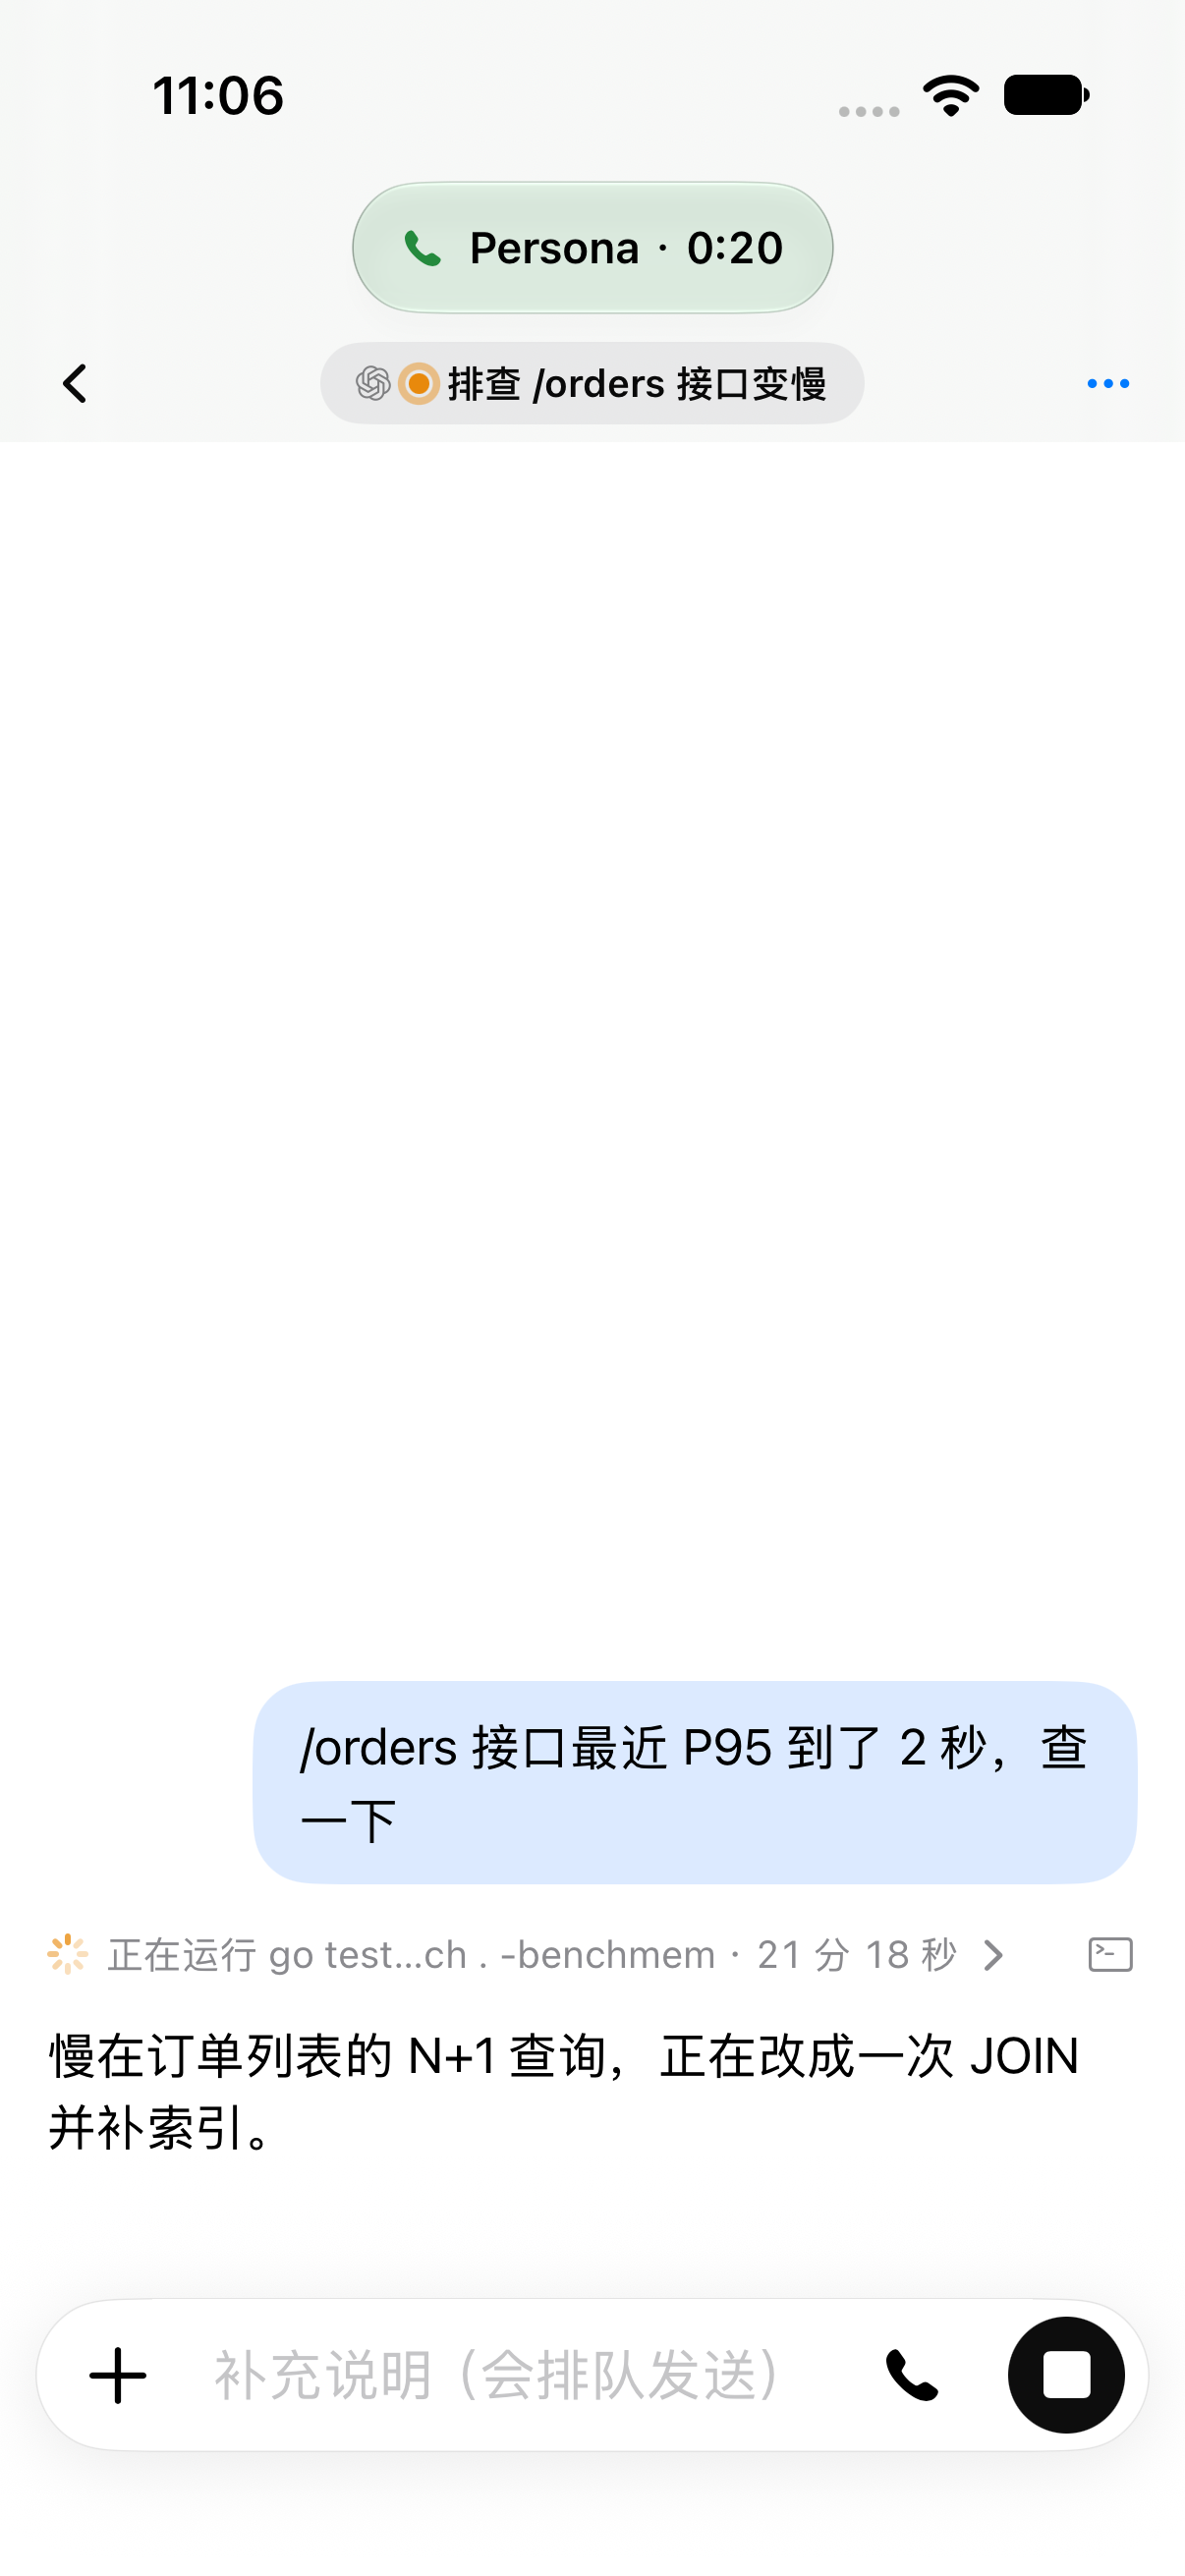 11:06
Persona · 0:20
排查 /orders 接口变慢
/orders 接口最近 P95 到了 2 秒，查
一下
正在运行 go test...ch . -benchmem · 21 分 18 秒
慢在订单列表的 N+1 查询，正在改成一次 JOIN
并补索引。
补充说明（会排队发送）